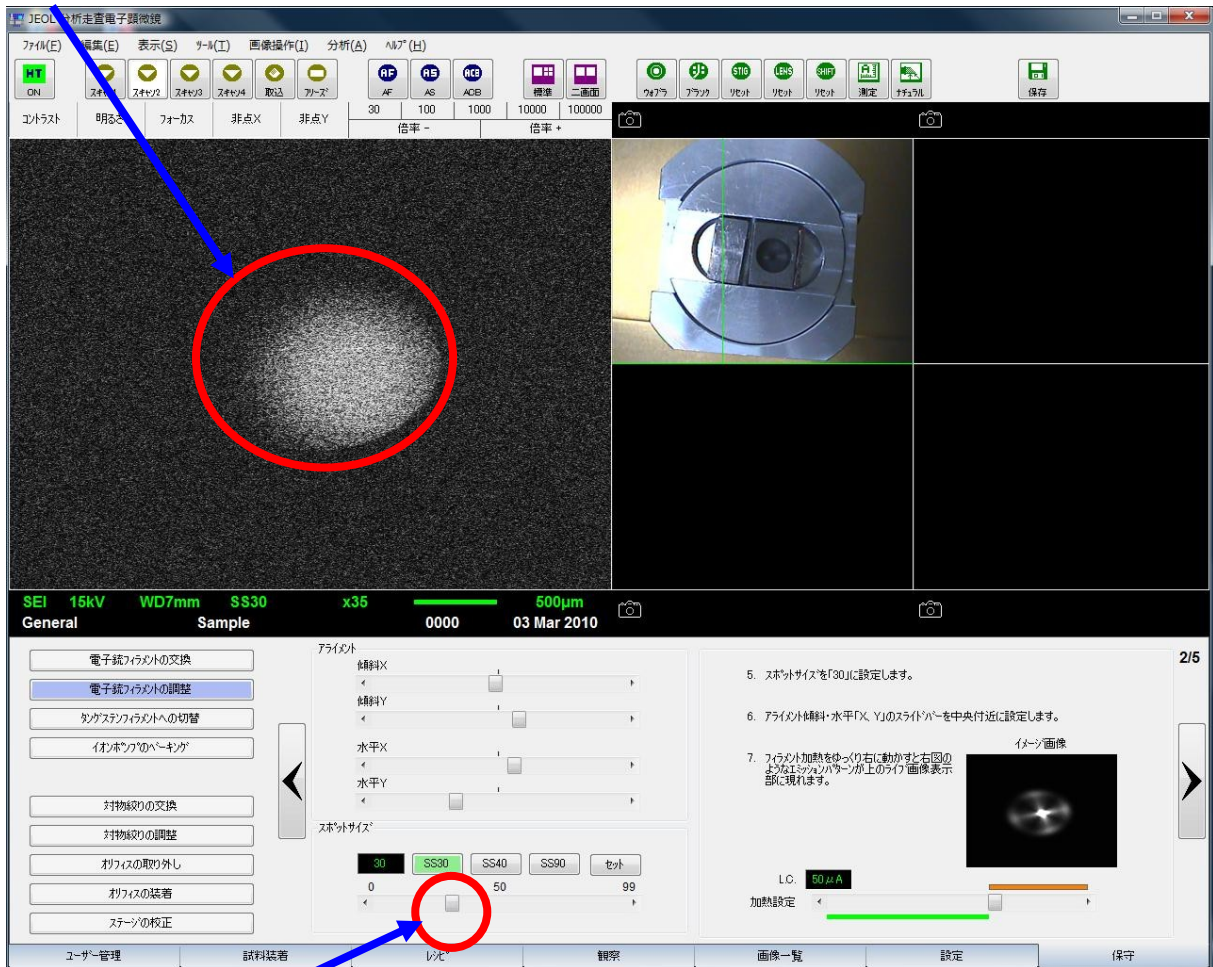 JEOL 分析走査電子顕微鏡
ファイル(F) 編集(E) 表示(S) ツール(T) 画像操作(I) 分析(A) ヘルプ(H)
HT
ON スキャン1 スキャン2 スキャン3 スキャン4 取込 フリーズ
AF AS ACB
AF AS ACB 標準 二画面
STIG LENS SHIFT
ウォブラ ブランク リセット リセット リセット 測定 ナチュラル 保存
コントラスト 明るさ フォーカス 非点X 非点Y
30 100 1000 10000 100000
倍率 - 倍率 +
SEI 15kV WD7mm SS30 x35 500μm
General Sample 0000 03 Mar 2010
電子銃フィラメントの交換
電子銃フィラメントの調整
タングステンフィラメントへの切替
イオンポンプのベーキング
対物絞りの交換
対物絞りの調整
オリフィスの取り外し
オリフィスの装着
ステージの校正
アライメント
傾斜X
傾斜Y
水平X
水平Y
スポットサイズ
30 SS30 SS40 SS90 セット
0 50 99
2/5
5. スポットサイズを「30」に設定します。
6. アライメント傾斜・水平「X, Y」のスライドバーを中央付近に設定します。
7. フィラメント加熱をゆっくり右に動かすと右図の
ようなエミッションパターンが上のライブ画像表示
部に現れます。
イメージ画像
L.C. 50μA
加熱設定
ユーザー管理 試料装着 レシピ 観察 画像一覧 設定 保守